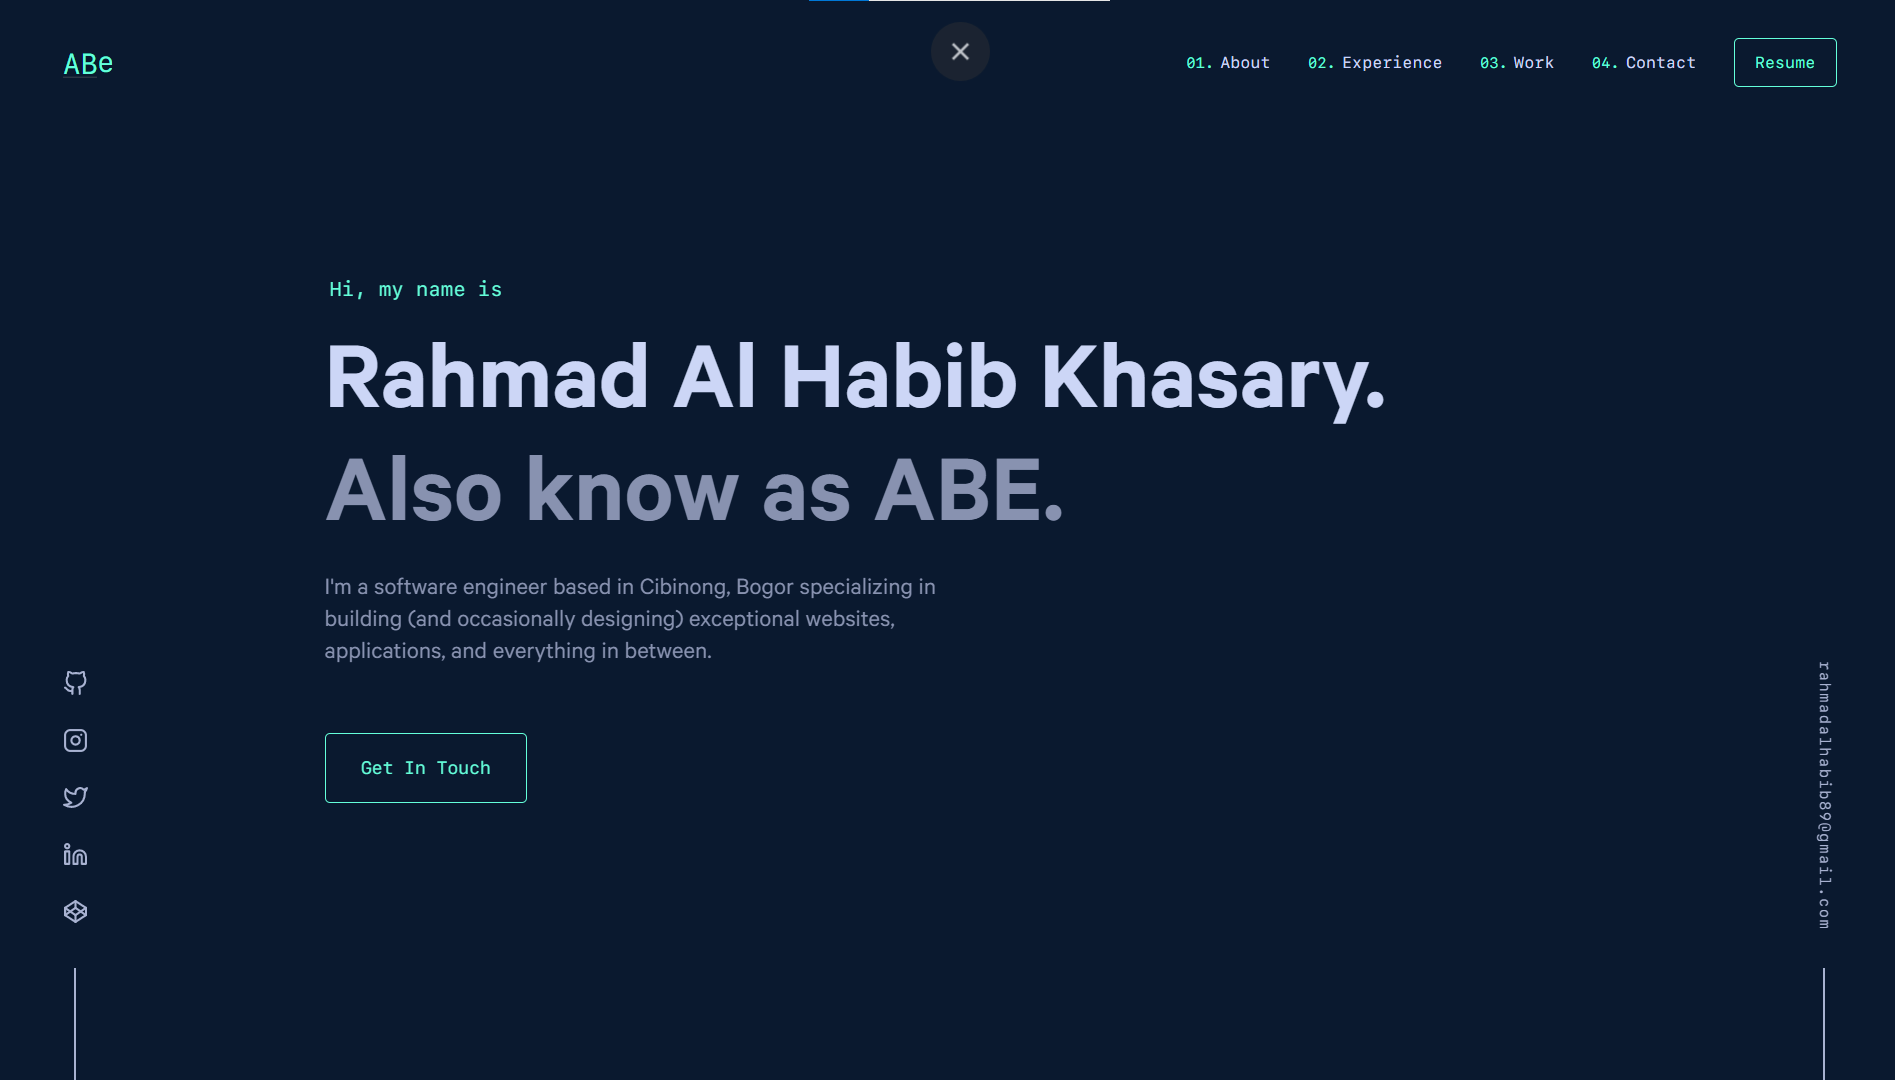 ABe
01. About
02. Experience
03. Work
04. Contact
Resume
Hi, my name is
Rahmad Al Habib Khasary.
Also know as ABE.
I'm a software engineer based in Cibinong, Bogor specializing in
building (and occasionally designing) exceptional websites,
applications, and everything in between.
Get In Touch
rahmadalhabib89@gmail.com